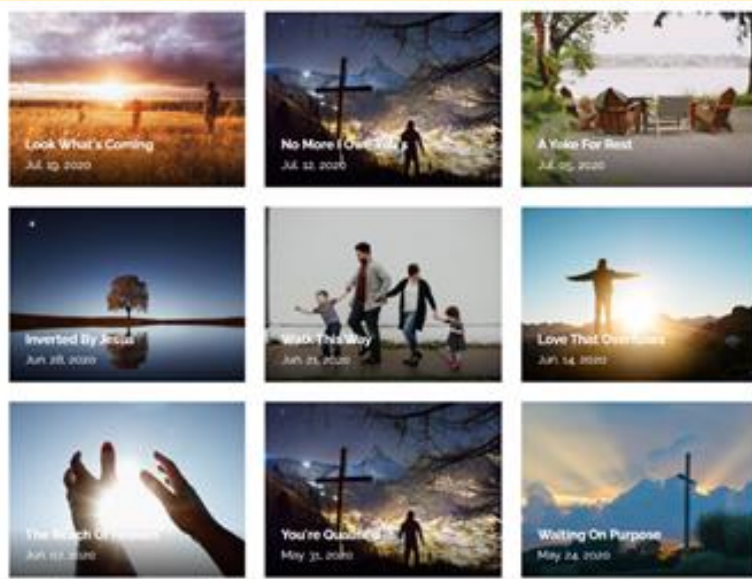 Look What's Coming
Jul. 19, 2020
No More I
Jul. 12, 2020
A Yoke For Rest
Jul. 05, 2020
Inverted By Jesus
Jun. 28, 2020
Walk This Way
Jun. 21, 2020
Love That
Jun. 14, 2020
The Reach Of
Jun. 07, 2020
You're
May. 31, 2020
Waiting On Purpose
May. 24, 2020